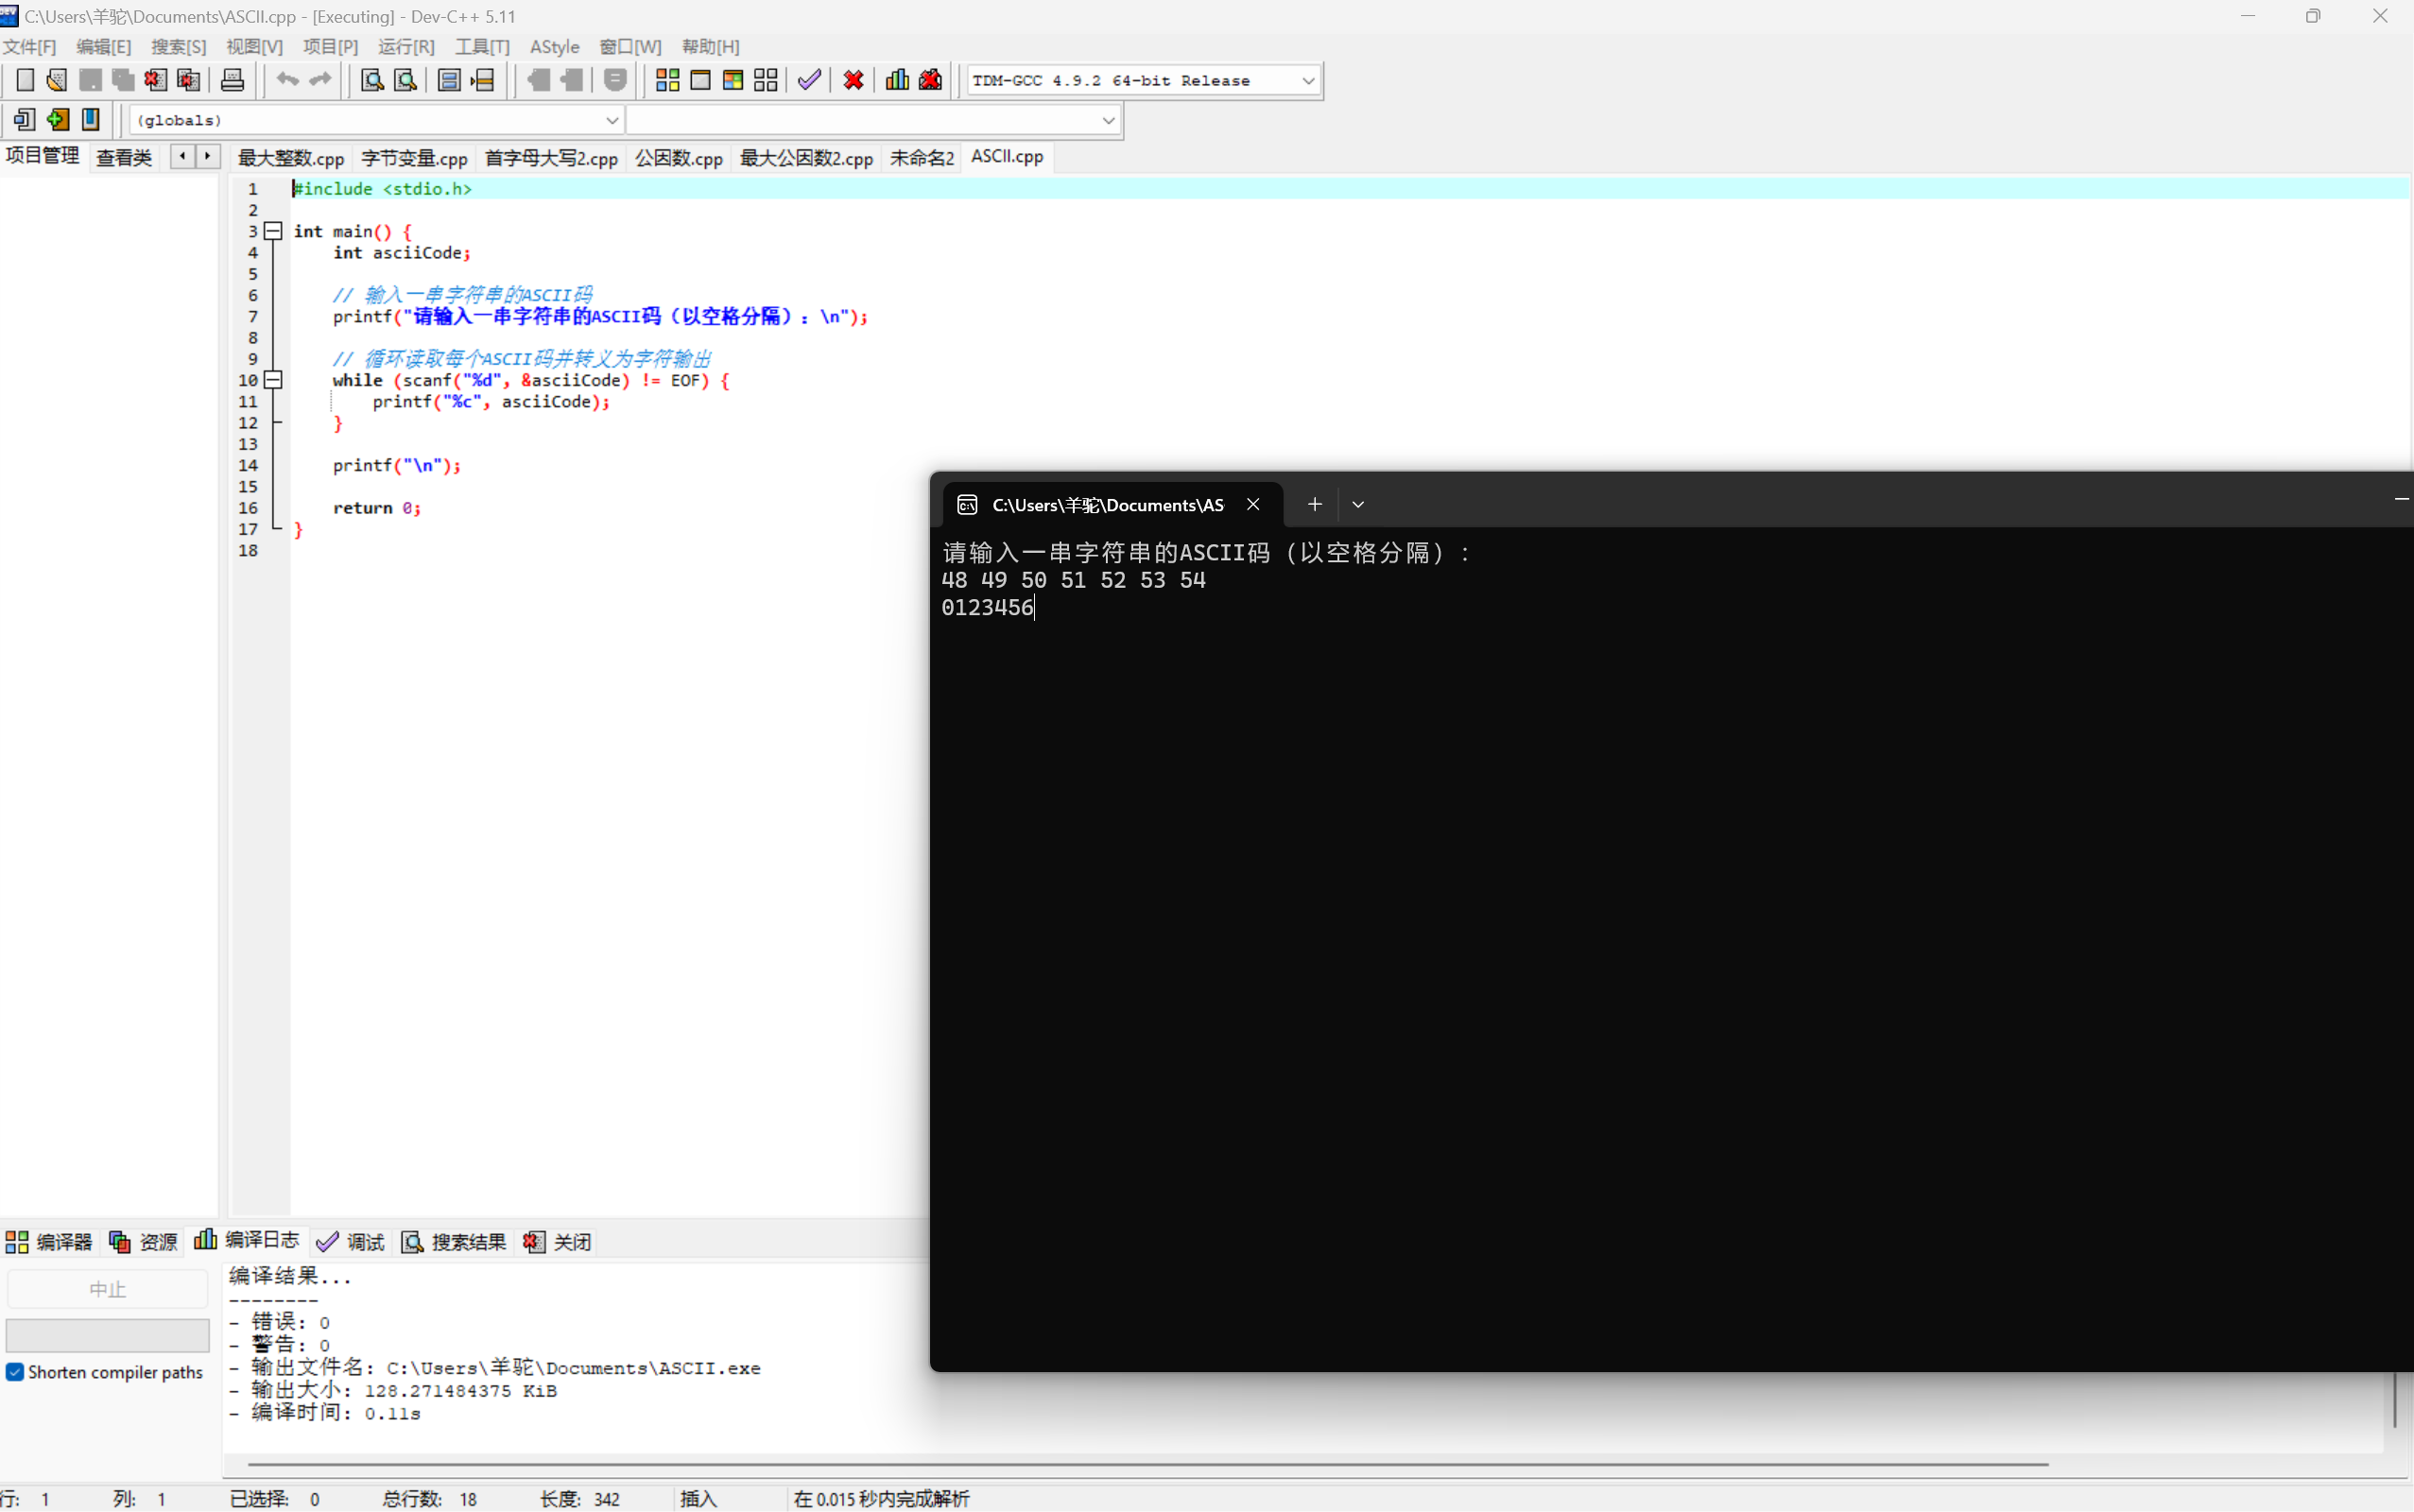 C:\Users\羊驼\Documents\ASCII.cpp - [Executing] - Dev-C++ 5.11
文件[F] 编辑[E] 搜索[S] 视图[V] 项目[P] 运行[R] 工具[T] AStyle 窗口[W] 帮助[H]
TDM-GCC 4.9.2 64-bit Release
(globals)
项目管理 查看类 最大整数.cpp 字节变量.cpp 首字母大写2.cpp 公因数.cpp 最大公因数2.cpp 未命名2 ASCII.cpp
1 #include <stdio.h>
2
3 int main() {
4 int asciiCode;
5
6 // 输入一串字符串的ASCII码
7 printf("请输入一串字符串的ASCII码（以空格分隔）: \n");
8
9 // 循环读取每个ASCII码并转义为字符输出
10 while (scanf("%d", &asciiCode) != EOF) {
11 printf("%c", asciiCode);
12 }
13
14 printf("\n");
15
16 return 0;
17 }
18
C:\Users\羊驼\Documents\AS
请输入一串字符串的ASCII码（以空格分隔）:
48 49 50 51 52 53 54
0123456
编译器 资源 编译日志 调试 搜索结果 关闭
中止
Shorten compiler paths
编译结果...
--------
- 错误: 0
- 警告: 0
- 输出文件名: C:\Users\羊驼\Documents\ASCII.exe
- 输出大小: 128.271484375 KiB
- 编译时间: 0.11s
行: 1 列: 1 已选择: 0 总行数: 18 长度: 342 插入 在 0.015 秒内完成解析